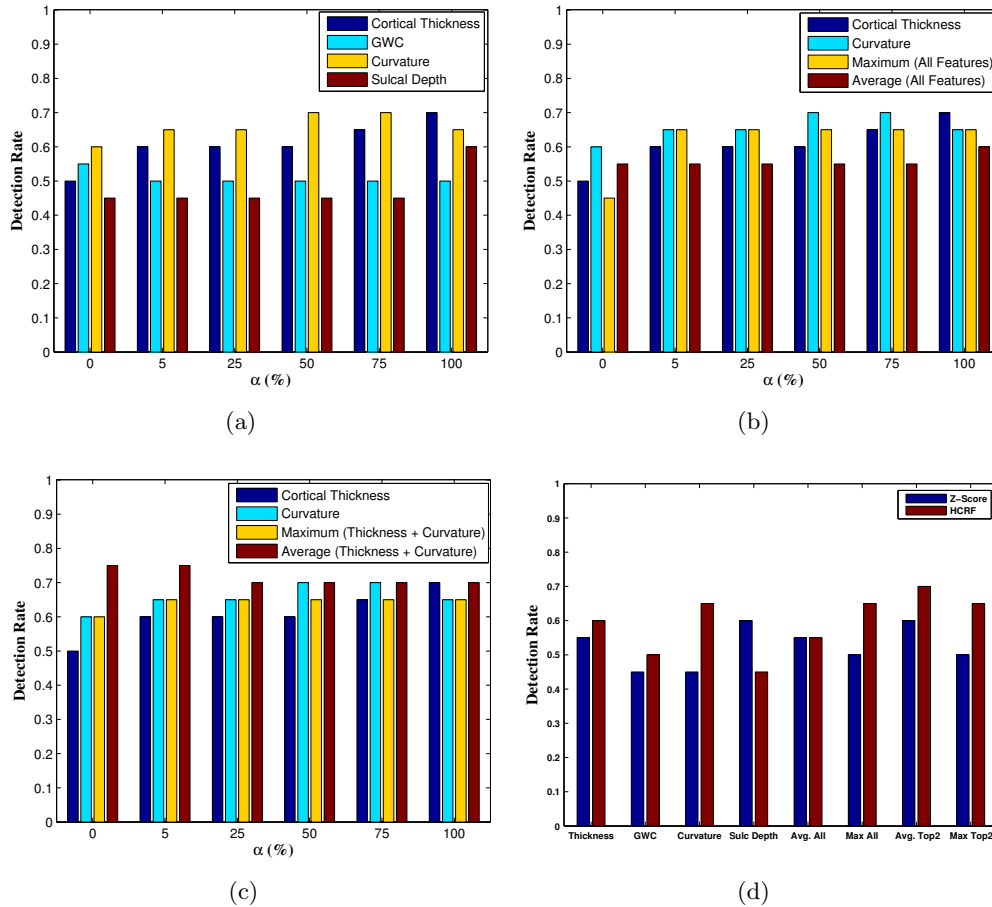 1
0.9
0.8
0.7
0.6
0.5
0.4
0.3
0.2
0.1
0
Detection Rate
Cortical Thickness
GWC
Curvature
Sulcal Depth
0 5 25 50 75 100
α (%)
(a)
1
0.9
0.8
0.7
0.6
0.5
0.4
0.3
0.2
0.1
0
Detection Rate
Cortical Thickness
Curvature
Maximum (All Features)
Average (All Features)
0 5 25 50 75 100
α (%)
(b)
1
0.9
0.8
0.7
0.6
0.5
0.4
0.3
0.2
0.1
0
Detection Rate
Cortical Thickness
Curvature
Maximum (Thickness + Curvature)
Average (Thickness + Curvature)
0 5 25 50 75 100
α (%)
(c)
1
0.9
0.8
0.7
0.6
0.5
0.4
0.3
0.2
0.1
0
Detection Rate
Z−Score
HCRF
Thickness GWC Curvature Sulc Depth Avg. All Max All Avg. Top2 Max Top2
(d)